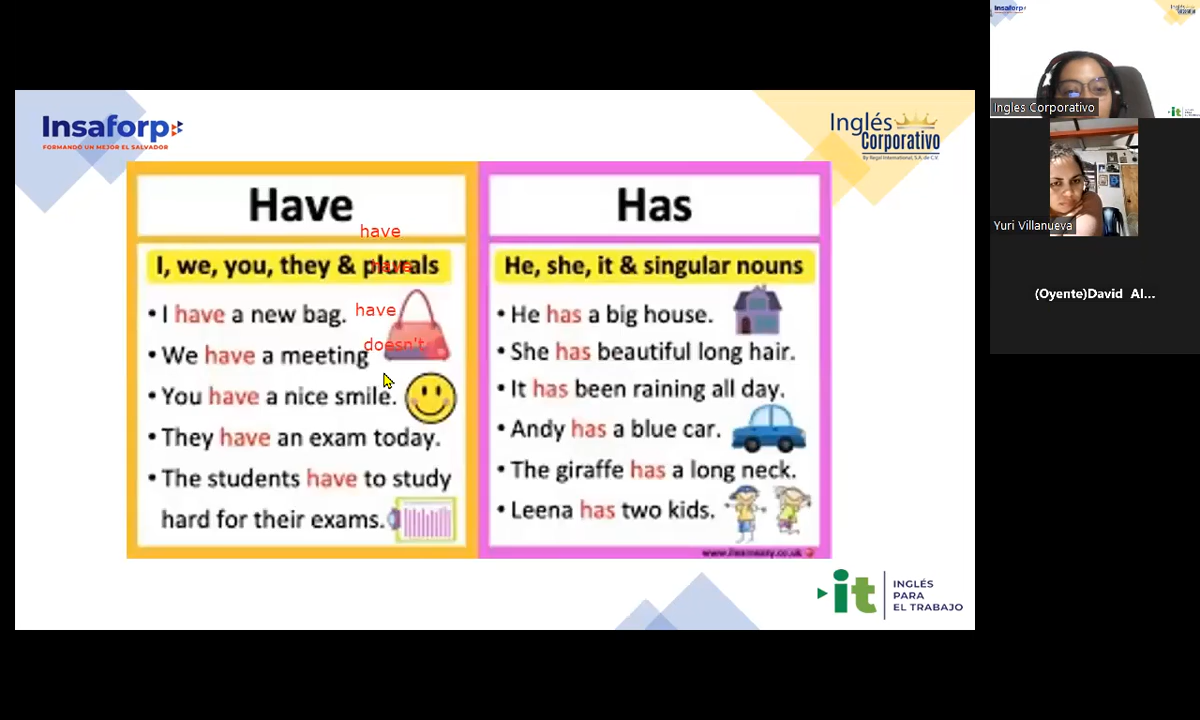 Insaforp
FORMANDO UN MEJOR EL SALVADOR
Inglés
Corporativo
By Regal International, S.A. de C.V.
Have
Has
have
I, we, you, they & plurals
have
He, she, it & singular nouns
• I have a new bag.
have
• We have a meeting
doesn't
• You have a nice smile.
• They have an exam today.
• The students have to study
hard for their exams.
• He has a big house.
• She has beautiful long hair.
• It has been raining all day.
• Andy has a blue car.
• The giraffe has a long neck.
• Leena has two kids.
it
INGLÉS
PARA
EL TRABAJO
Insaforp
Ingles Corporativo
it
Yuri Villanueva
(Oyente)David Al...